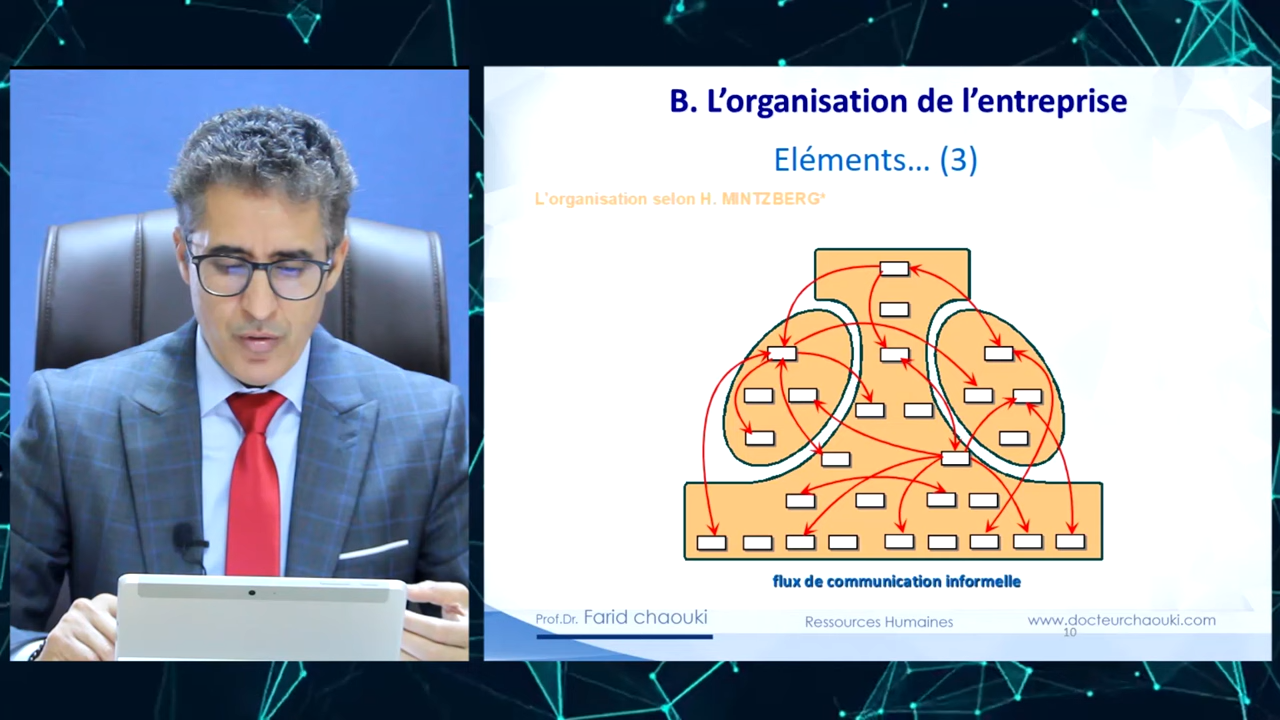 B. L’organisation de l’entreprise
Eléments... (3)
L'organisation selon H. MINTZBERG*
flux de communication informelle
Prof.Dr. Farid chaouki
Ressources Humaines
www.docteurchaouki.com
10